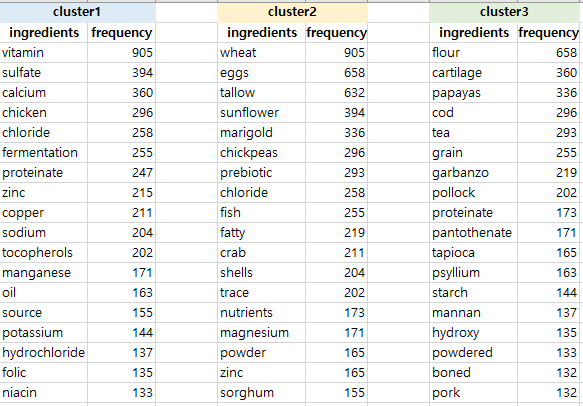 cluster1 cluster2 cluster3
ingredients frequency ingredients frequency ingredients frequency
vitamin 905 wheat 905 flour 658
sulfate 394 eggs 658 cartilage 360
calcium 360 tallow 632 papayas 336
chicken 296 sunflower 394 cod 296
chloride 258 marigold 336 tea 293
fermentation 255 chickpeas 296 grain 255
proteinate 247 prebiotic 293 garbanzo 219
zinc 215 chloride 258 pollock 202
copper 211 fish 255 proteinate 173
sodium 204 fatty 219 pantothenate 171
tocopherols 202 crab 211 tapioca 165
manganese 171 shells 204 psyllium 163
oil 163 trace 202 starch 144
source 155 nutrients 173 mannan 137
potassium 144 magnesium 171 hydroxy 135
hydrochloride 137 powder 165 powdered 133
folic 135 zinc 165 boned 132
niacin 133 sorghum 155 pork 132